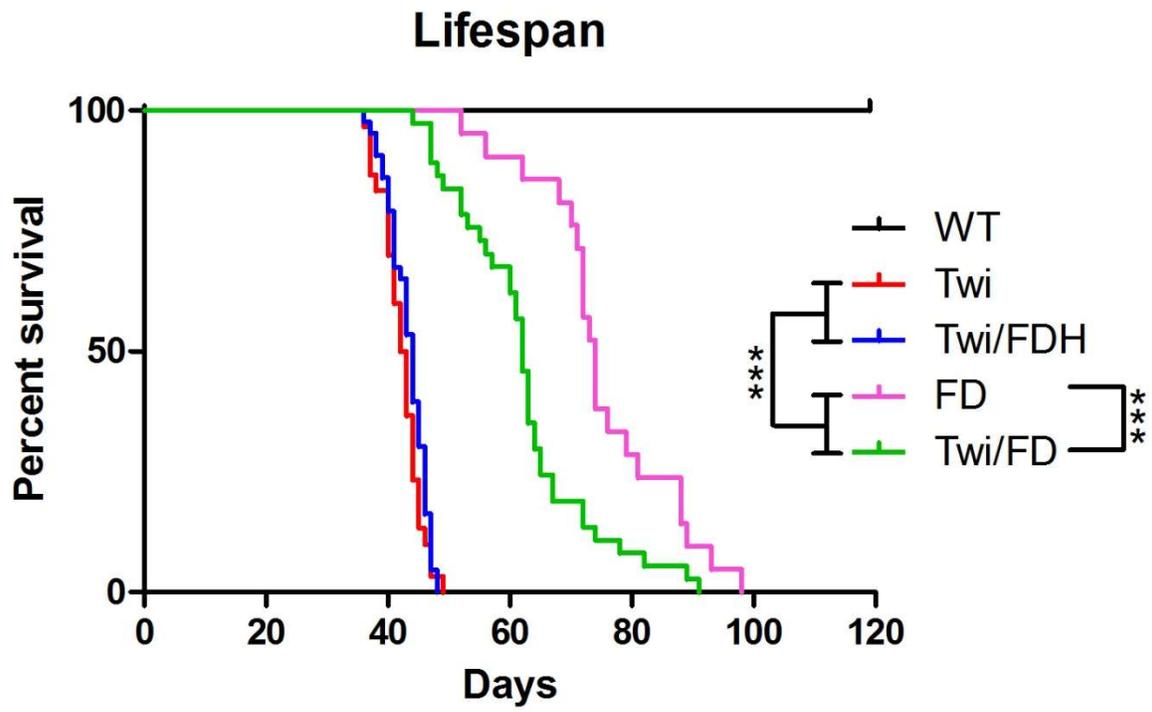 Lifespan
Percent survival
100
50
0
0 20 40 60 80 100 120
Days
WT
Twi
Twi/FDH
FD
Twi/FD
***
***